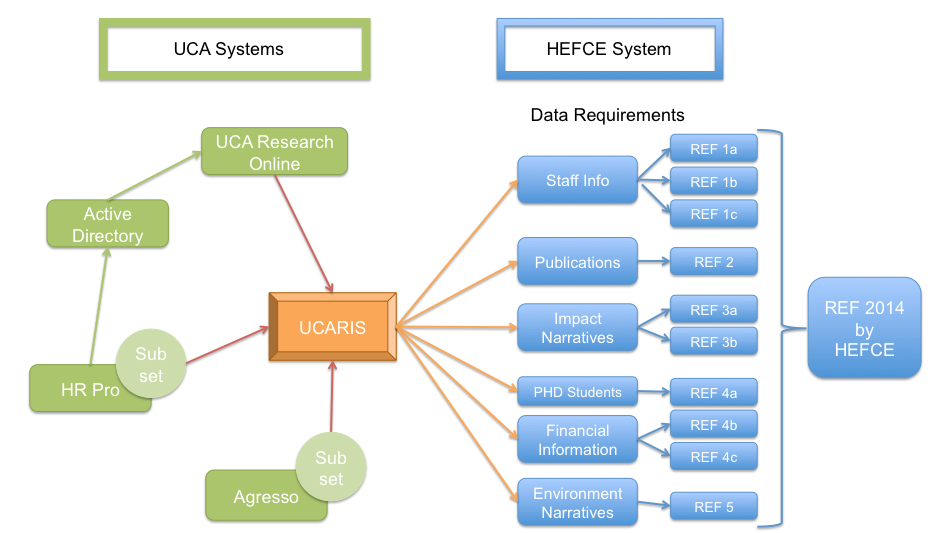 UCA Systems
HEFCE System
Data Requirements
UCA Research
Online
Active
Directory
HR Pro
Sub
set
Agresso
Sub
set
UCARIS
Staff Info
REF 1a
REF 1b
REF 1c
Publications
REF 2
Impact
Narratives
REF 3a
REF 3b
PHD Students
REF 4a
Financial
Information
REF 4b
REF 4c
Environment
Narratives
REF 5
REF 2014
by
HEFCE